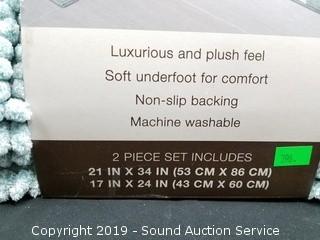 Luxurious and plush feel
Soft underfoot for comfort
Non-slip backing
Machine washable
2 PIECE SET INCLUDES
21 IN X 34 IN (53 CM X 86 CM)
17 IN X 24 IN (43 CM X 60 CM)
Copyright 2019 - Sound Auction Service